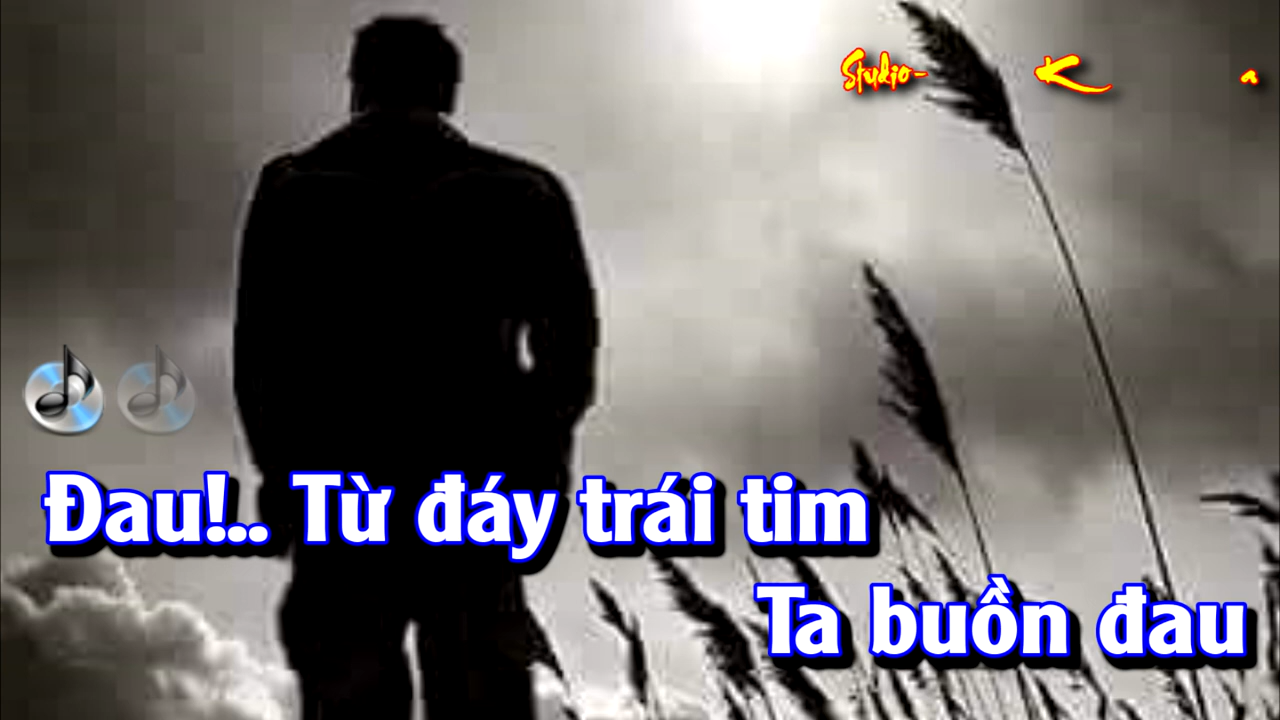 Studio- K a
Đau!.. Từ đáy trái tim
Ta buồn đau